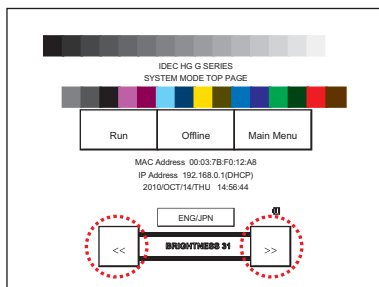 IDEC HG G SERIES
SYSTEM MODE TOP PAGE
Run Offline Main Menu
MAC Address 00:03:7B:F0:12:A8
IP Address 192.168.0.1(DHCP)
2010/OCT/14/THU 14:56:44
ENG/JPN
<< BRIGHTNESS 31 >>